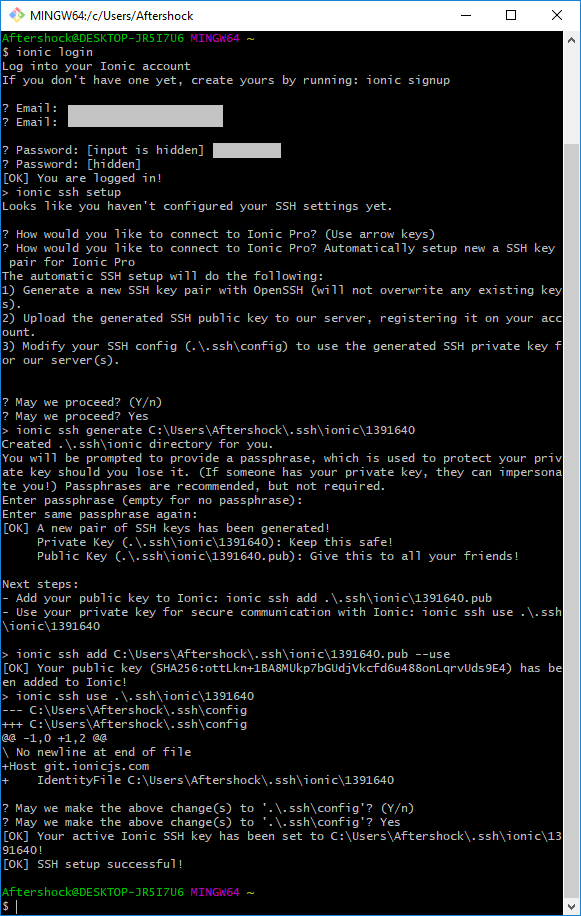 MINGW64:/c/Users/Aftershock
Aftershock@DESKTOP-JR5I7U6 MINGW64 ~
$ ionic login
Log into your Ionic account
If you don't have one yet, create yours by running: ionic signup
? Email:
? Email:
? Password: [input is hidden]
? Password: [hidden]
[OK] You are logged in!
> ionic ssh setup
Looks like you haven't configured your SSH settings yet.
? How would you like to connect to Ionic Pro? (Use arrow keys)
? How would you like to connect to Ionic Pro? Automatically setup new a SSH key
pair for Ionic Pro
The automatic SSH setup will do the following:
1) Generate a new SSH key pair with OpenSSH (will not overwrite any existing key
s).
2) Upload the generated SSH public key to our server, registering it on your acc
ount.
3) Modify your SSH config (.\.ssh\config) to use the generated SSH private key f
or our server(s).
? May we proceed? (Y/n)
? May we proceed? Yes
> ionic ssh generate C:\Users\Aftershock\.ssh\ionic\1391640
Created .\.ssh\ionic directory for you.
You will be prompted to provide a passphrase, which is used to protect your priv
ate key should you lose it. (If someone has your private key, they can impersona
te you!) Passphrases are recommended, but not required.
Enter passphrase (empty for no passphrase):
Enter same passphrase again:
[OK] A new pair of SSH keys has been generated!
Private Key (.\.ssh\ionic\1391640): Keep this safe!
Public Key (.\.ssh\ionic\1391640.pub): Give this to all your friends!
Next steps:
- Add your public key to Ionic: ionic ssh add .\.ssh\ionic\1391640.pub
- Use your private key for secure communication with Ionic: ionic ssh use .\.ssh
\ionic\1391640
> ionic ssh add C:\Users\Aftershock\.ssh\ionic\1391640.pub --use
[OK] Your public key (SHA256:ottLkn+1BA8MUkp7bGUdjVkcfd6u488onLqrvUds9E4) has be
en added to Ionic!
> ionic ssh use .\.ssh\ionic\1391640
--- C:\Users\Aftershock\.ssh\config
+++ C:\Users\Aftershock\.ssh\config
@@ -1,0 +1,2 @@
\ No newline at end of file
+Host git.ionicjs.com
+    IdentityFile C:\Users\Aftershock\.ssh\ionic\1391640
? May we make the above change(s) to '.\.ssh\config'? (Y/n)
? May we make the above change(s) to '.\.ssh\config'? Yes
[OK] Your active Ionic SSH key has been set to C:\Users\Aftershock\.ssh\ionic\13
91640!
[OK] SSH setup successful!
Aftershock@DESKTOP-JR5I7U6 MINGW64 ~
$